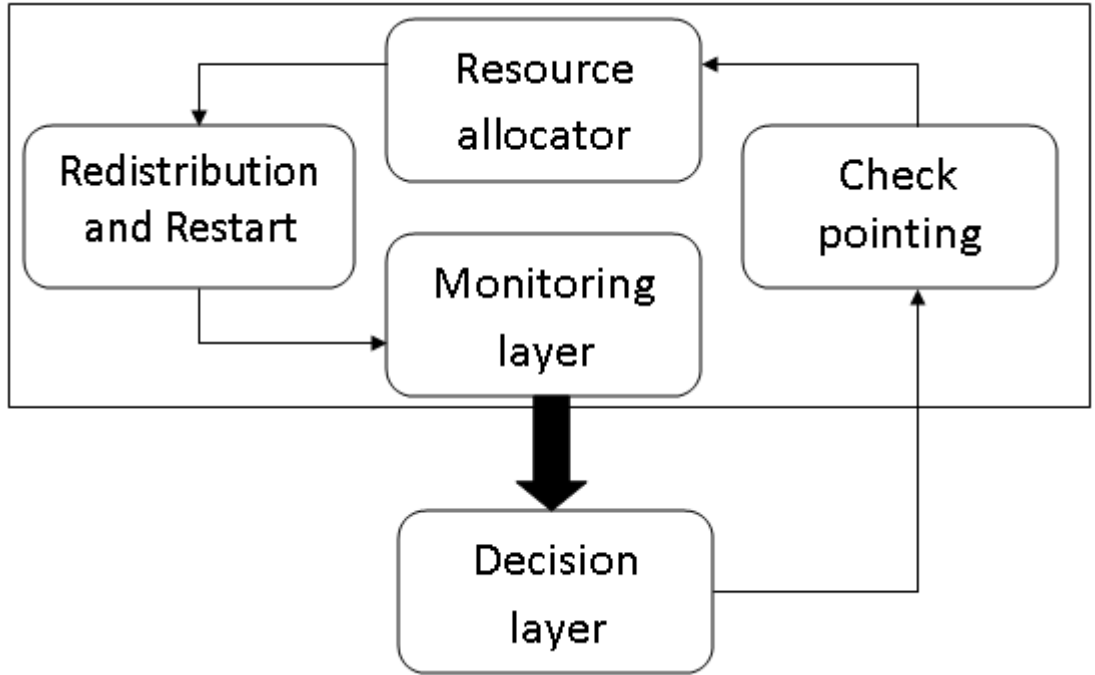 Resource
allocator
Redistribution
and Restart
Check
pointing
Monitoring
layer
Decision
layer